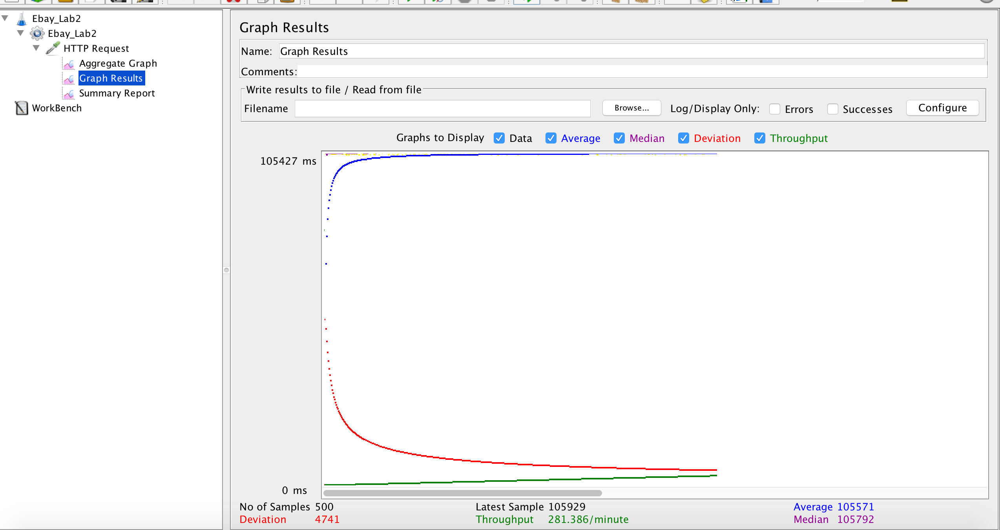 Ebay_Lab2
Ebay_Lab2
HTTP Request
Aggregate Graph
Graph Results
Summary Report
WorkBench
Graph Results
Name: Graph Results
Comments:
Write results to file / Read from file
Filename Browse... Log/Display Only: Errors Successes Configure
Graphs to Display Data Average Median Deviation Throughput
105427 ms
0 ms
No of Samples 500 Latest Sample 105929 Average 105571
Deviation 4741 Throughput 281.386/minute Median 105792